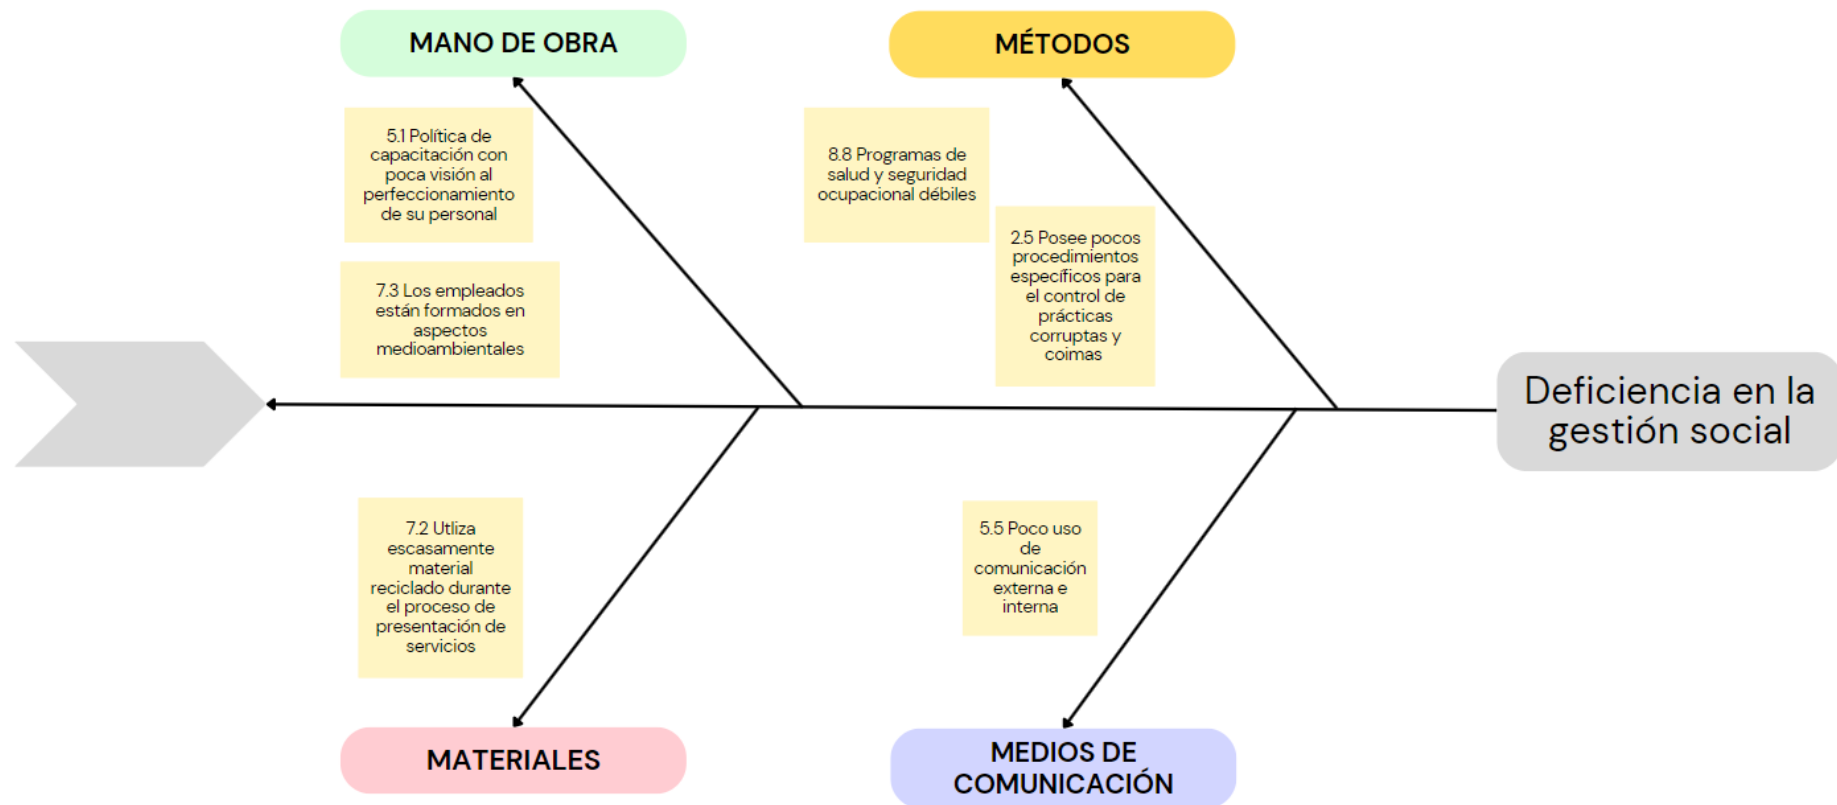 MANO DE OBRA
MÉTODOS
5.1 Política de
capacitación con
poca visión al
perfeccionamiento
de su personal
8.8 Programas de
salud y seguridad
ocupacional débiles
2.5 Posee pocos
procedimientos
específicos para
el control de
prácticas
corruptas y
coimas
7.3 Los empleados
están formados en
aspectos
medioambientales
Deficiencia en la
gestión social
7.2 Utliza
escasamente
material
reciclado durante
el proceso de
presentación de
servicios
5.5 Poco uso
de
comunicación
externa e
interna
MATERIALES
MEDIOS DE
COMUNICACIÓN